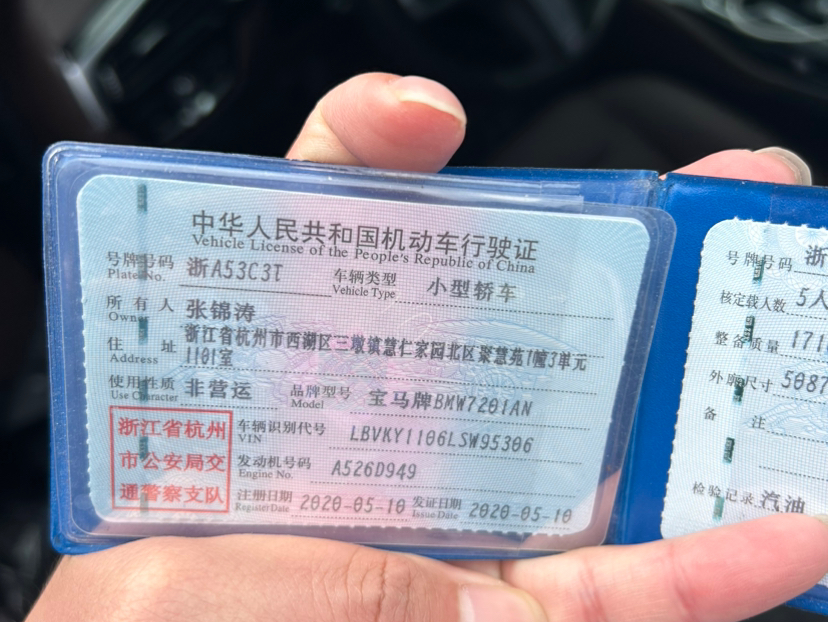 中华人民共和国机动车行驶证
Vehicle License of the People's Republic of China
号牌号码 浙A53C3T 车辆类型 小型轿车
Plate No. Vehicle Type
所有人 张锦涛
Owner
住址 浙江省杭州市西湖区三墩镇慧仁家园北区聚慧苑1幢3单元
Address 1101室
使用性质 非营运 品牌型号 宝马牌BMW7201AN
Use Character Model
浙江省杭州
市公安局交
通警察支队
车辆识别代号 LBVKY1106LSW95306
VIN
发动机号码 A526D949
Engine No.
注册日期 2020-05-10 发证日期 2020-05-10
Register Date Issue Date
号牌号码 浙
核定载人数 5人
整备质量 171
外廓尺寸 5087
备注
检验记录 汽油